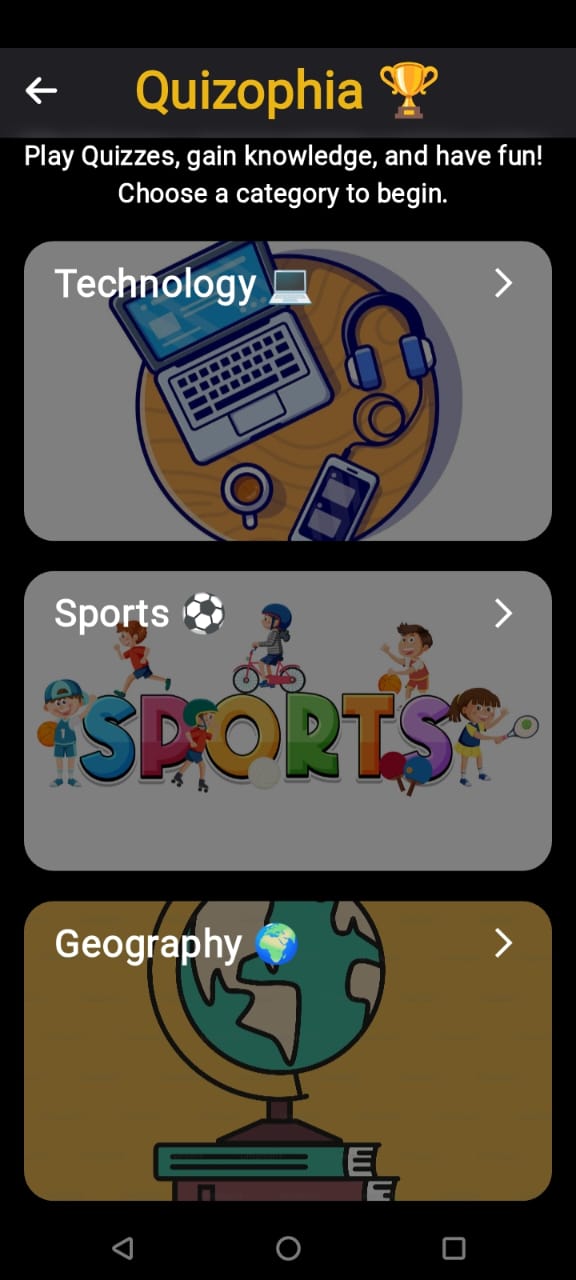 Quizophia 🏆
Play Quizzes, gain knowledge, and have fun!
Choose a category to begin.
Technology 💻
Sports ⚽
SPORTS
Geography 🌍